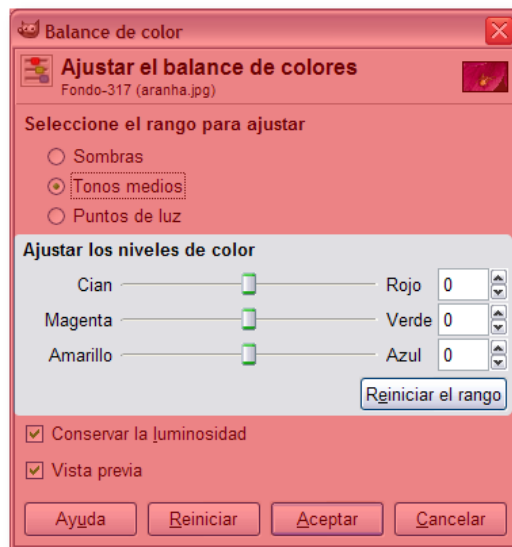 Balance de color
Ajustar el balance de colores
Fondo-317 (aranha.jpg)
Seleccione el rango para ajustar
Sombras
Tonos medios
Puntos de luz
Ajustar los niveles de color
Cian Rojo 0
Magenta Verde 0
Amarillo Azul 0
Reiniciar el rango
Conservar la luminosidad
Vista previa
Ayuda Reiniciar Aceptar Cancelar